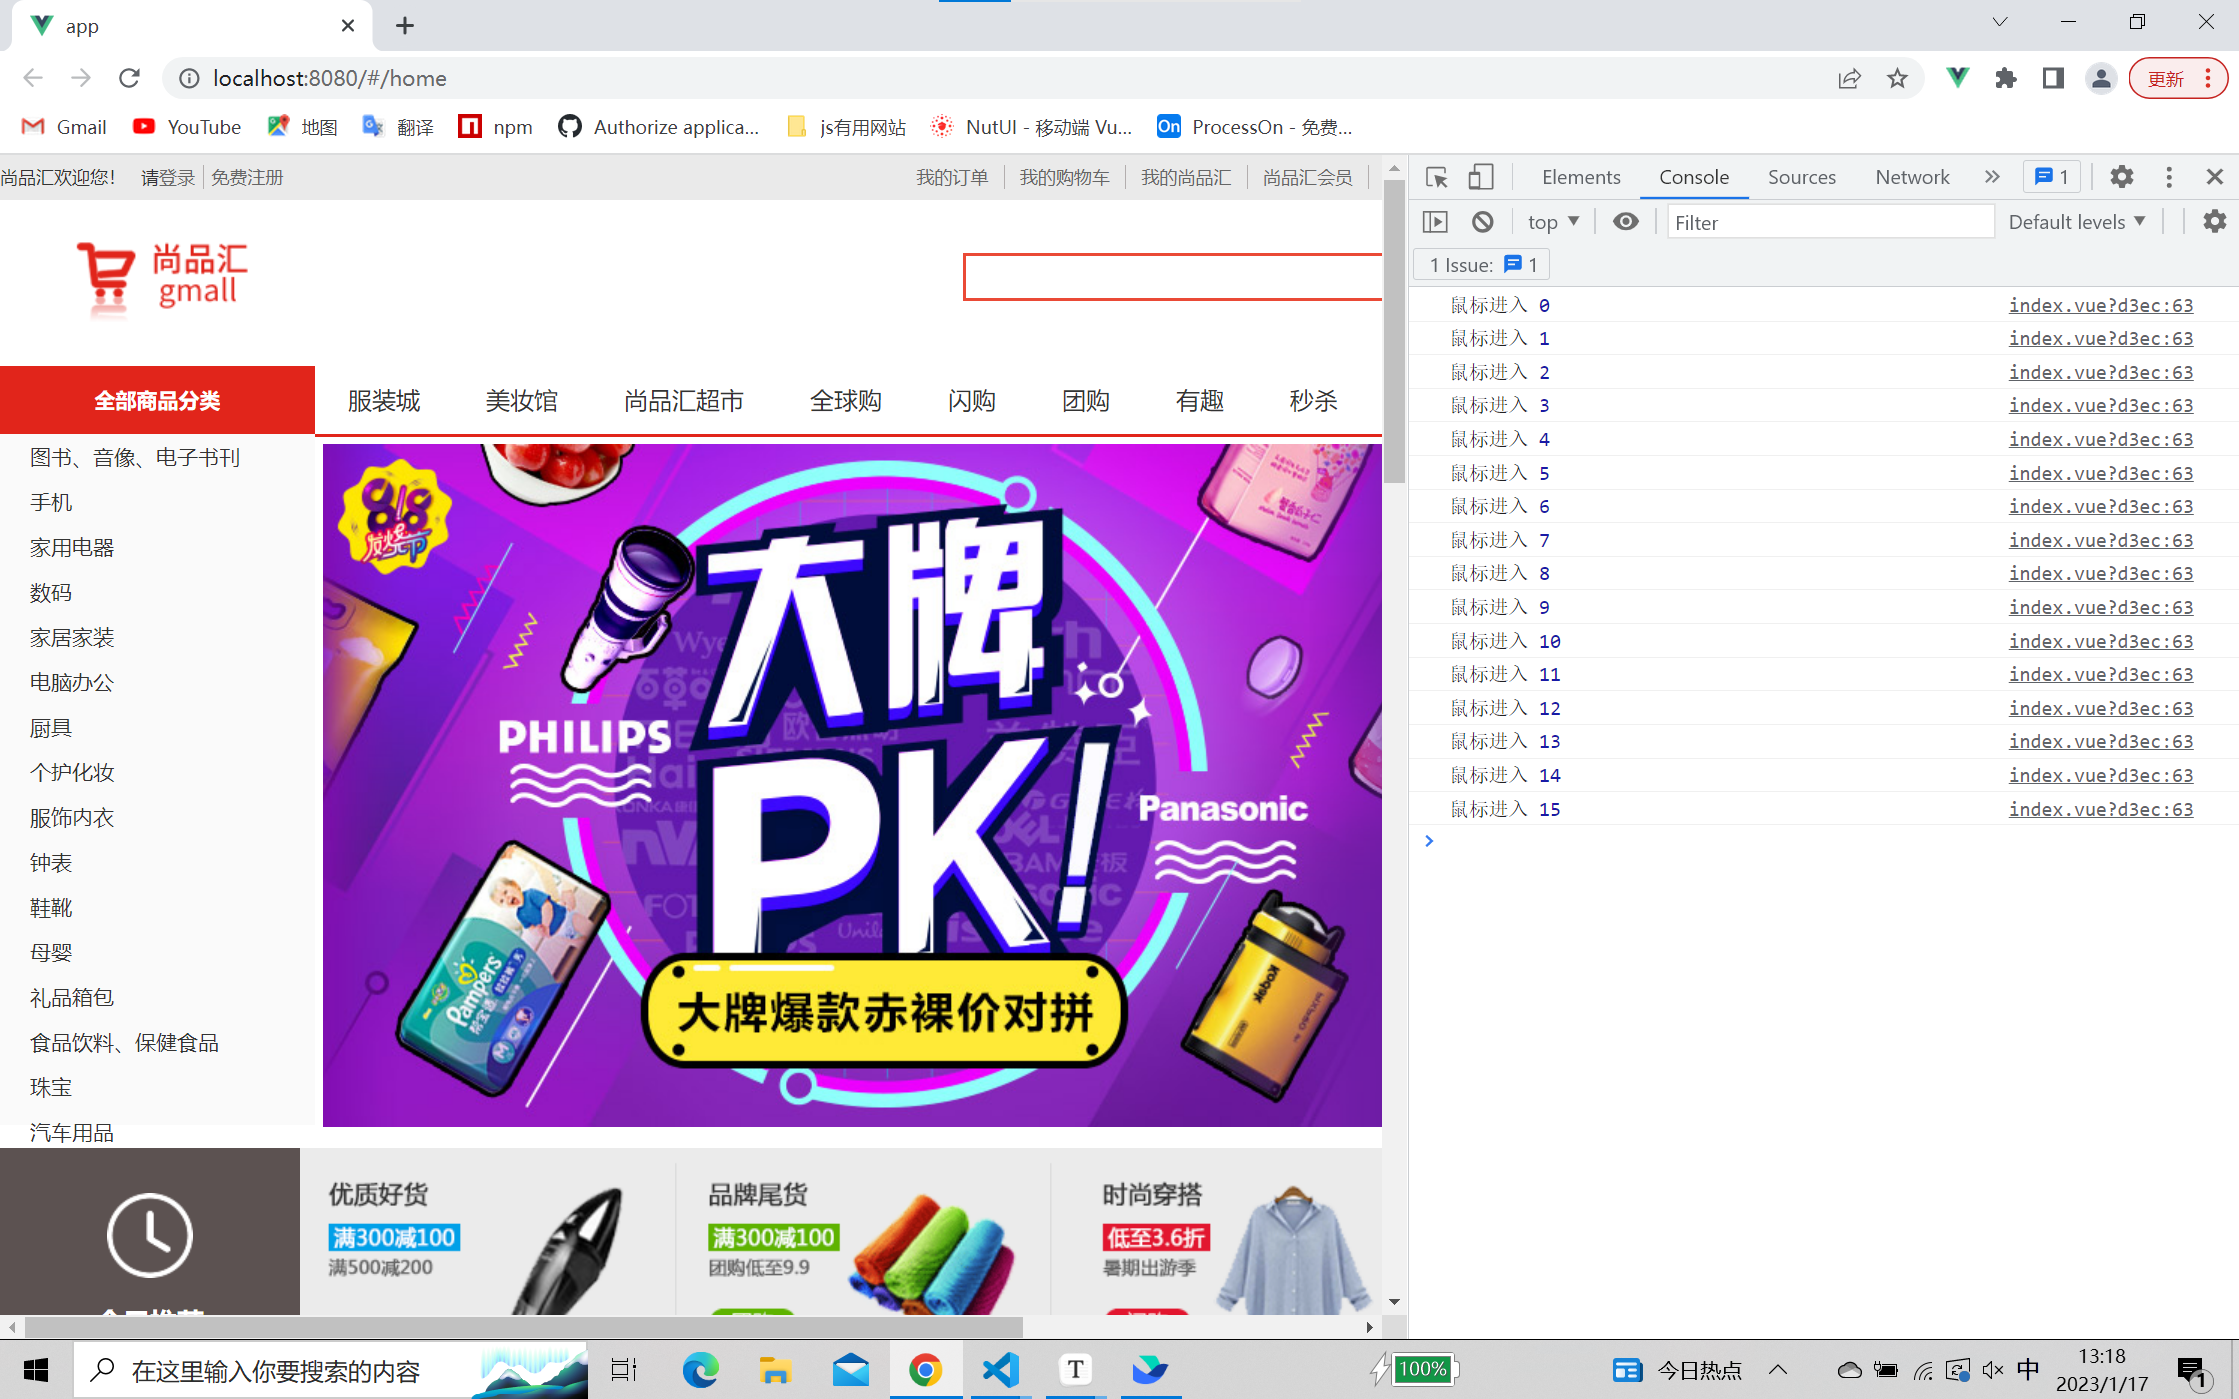 app
localhost:8080/#/home
更新
Gmail YouTube 地图 翻译 npm Authorize applica... js有用网站 NutUI - 移动端 Vu... ProcessOn - 免费...
尚品汇欢迎您! 请登录 免费注册 我的订单 我的购物车 我的尚品汇 尚品汇会员
尚品汇
gmall
全部商品分类 服装城 美妆馆 尚品汇超市 全球购 闪购 团购 有趣 秒杀
图书、音像、电子书刊
手机
家用电器
数码
家居家装
电脑办公
厨具
个护化妆
服饰内衣
钟表
鞋靴
母婴
礼品箱包
食品饮料、保健食品
珠宝
汽车用品
大牌
PK!
PHILIPS
Panasonic
Pampers
Kodak
大牌爆款赤裸价对拼
优质好货
满300减100
满500减200
品牌尾货
满300减100
团购低至9.9
时尚穿搭
低至3.6折
暑期出游季
Elements Console Sources Network 1
top Filter Default levels
1 Issue: 1
鼠标进入 0 index.vue?d3ec:63
鼠标进入 1 index.vue?d3ec:63
鼠标进入 2 index.vue?d3ec:63
鼠标进入 3 index.vue?d3ec:63
鼠标进入 4 index.vue?d3ec:63
鼠标进入 5 index.vue?d3ec:63
鼠标进入 6 index.vue?d3ec:63
鼠标进入 7 index.vue?d3ec:63
鼠标进入 8 index.vue?d3ec:63
鼠标进入 9 index.vue?d3ec:63
鼠标进入 10 index.vue?d3ec:63
鼠标进入 11 index.vue?d3ec:63
鼠标进入 12 index.vue?d3ec:63
鼠标进入 13 index.vue?d3ec:63
鼠标进入 14 index.vue?d3ec:63
鼠标进入 15 index.vue?d3ec:63
在这里输入你要搜索的内容
100%
今日热点
中
13:18
2023/1/17
1